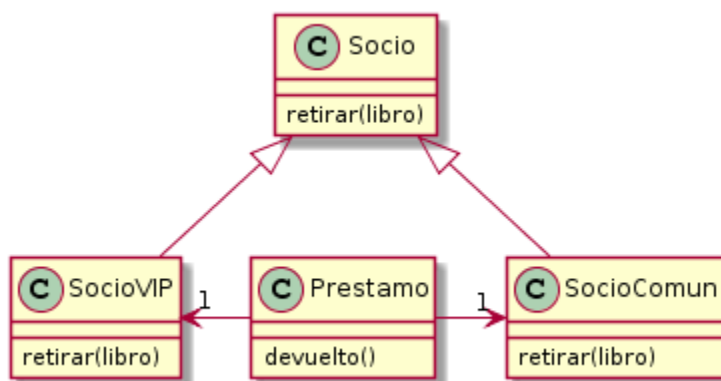 C Socio
retirar(libro)
C SocioVIP
1
C Prestamo
1
C SocioComun
retirar(libro)
devuelto()
retirar(libro)